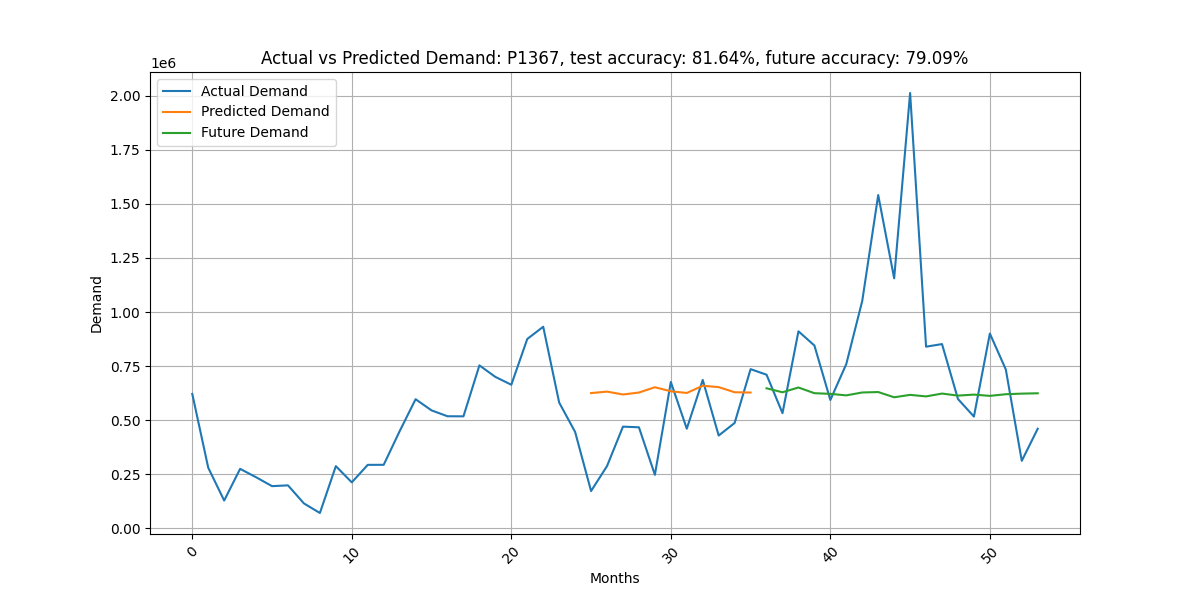 Actual vs Predicted Demand: P1367, test accuracy: 81.64%, future accuracy: 79.09%
1e6
Actual Demand
Predicted Demand
Future Demand
2.00
1.75
1.50
1.25
1.00
0.75
0.50
0.25
0.00
Demand
0
10
20
30
40
50
Months